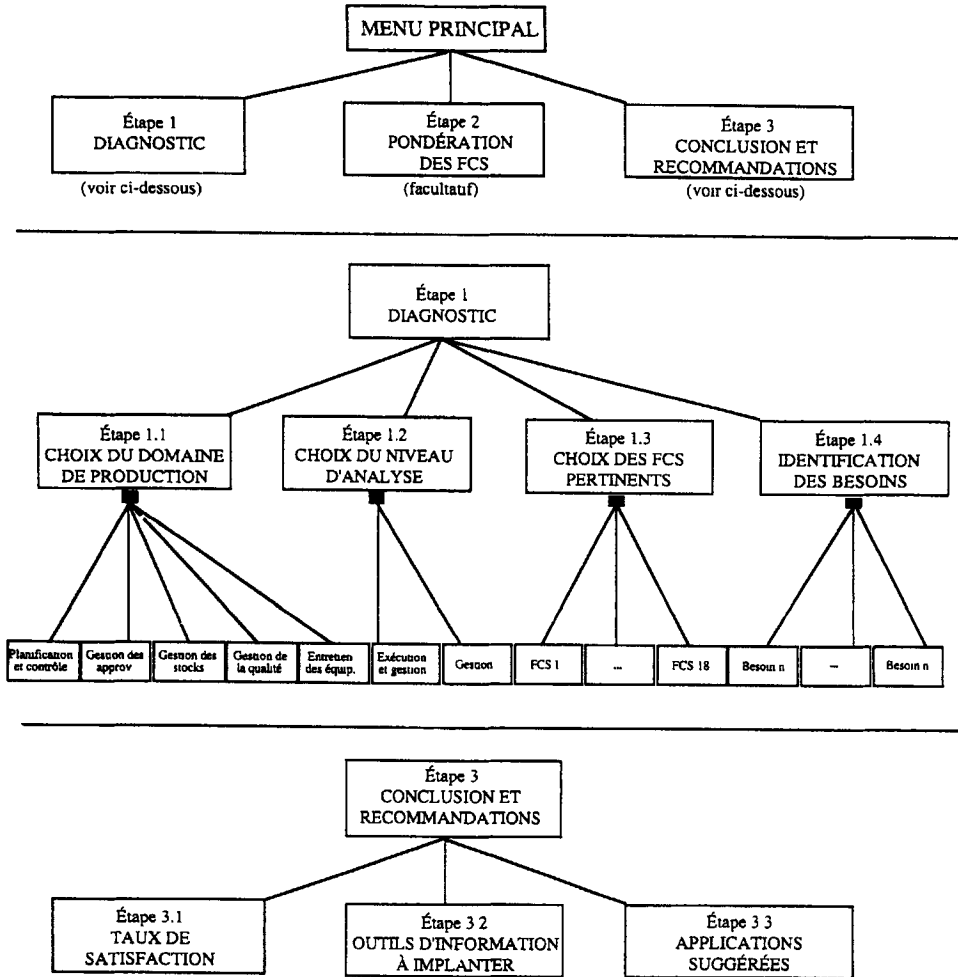 MENU PRINCIPAL
Étape 1
DIAGNOSTIC
(voir ci-dessous)
Étape 2
PONDÉRATION
DES FCS
(facultatif)
Étape 3
CONCLUSION ET
RECOMMANDATIONS
(voir ci-dessous)
Étape 1
DIAGNOSTIC
Étape 1.1
CHOIX DU DOMAINE
DE PRODUCTION
Étape 1.2
CHOIX DU NIVEAU
D'ANALYSE
Étape 1.3
CHOIX DES FCS
PERTINENTS
Étape 1.4
IDENTIFICATION
DES BESOINS
Planification
et contrôle
Gestion des
approv
Gestion des
stocks
Gestion de
la qualité
Entretien
des équip.
Exécution
et gestion
Gestion
FCS 1
...
FCS 18
Besoin n
...
Besoin n
Étape 3
CONCLUSION ET
RECOMMANDATIONS
Étape 3.1
TAUX DE
SATISFACTION
Étape 3 2
OUTILS D'INFORMATION
À IMPLANTER
Étape 3 3
APPLICATIONS
SUGGÉRÉES